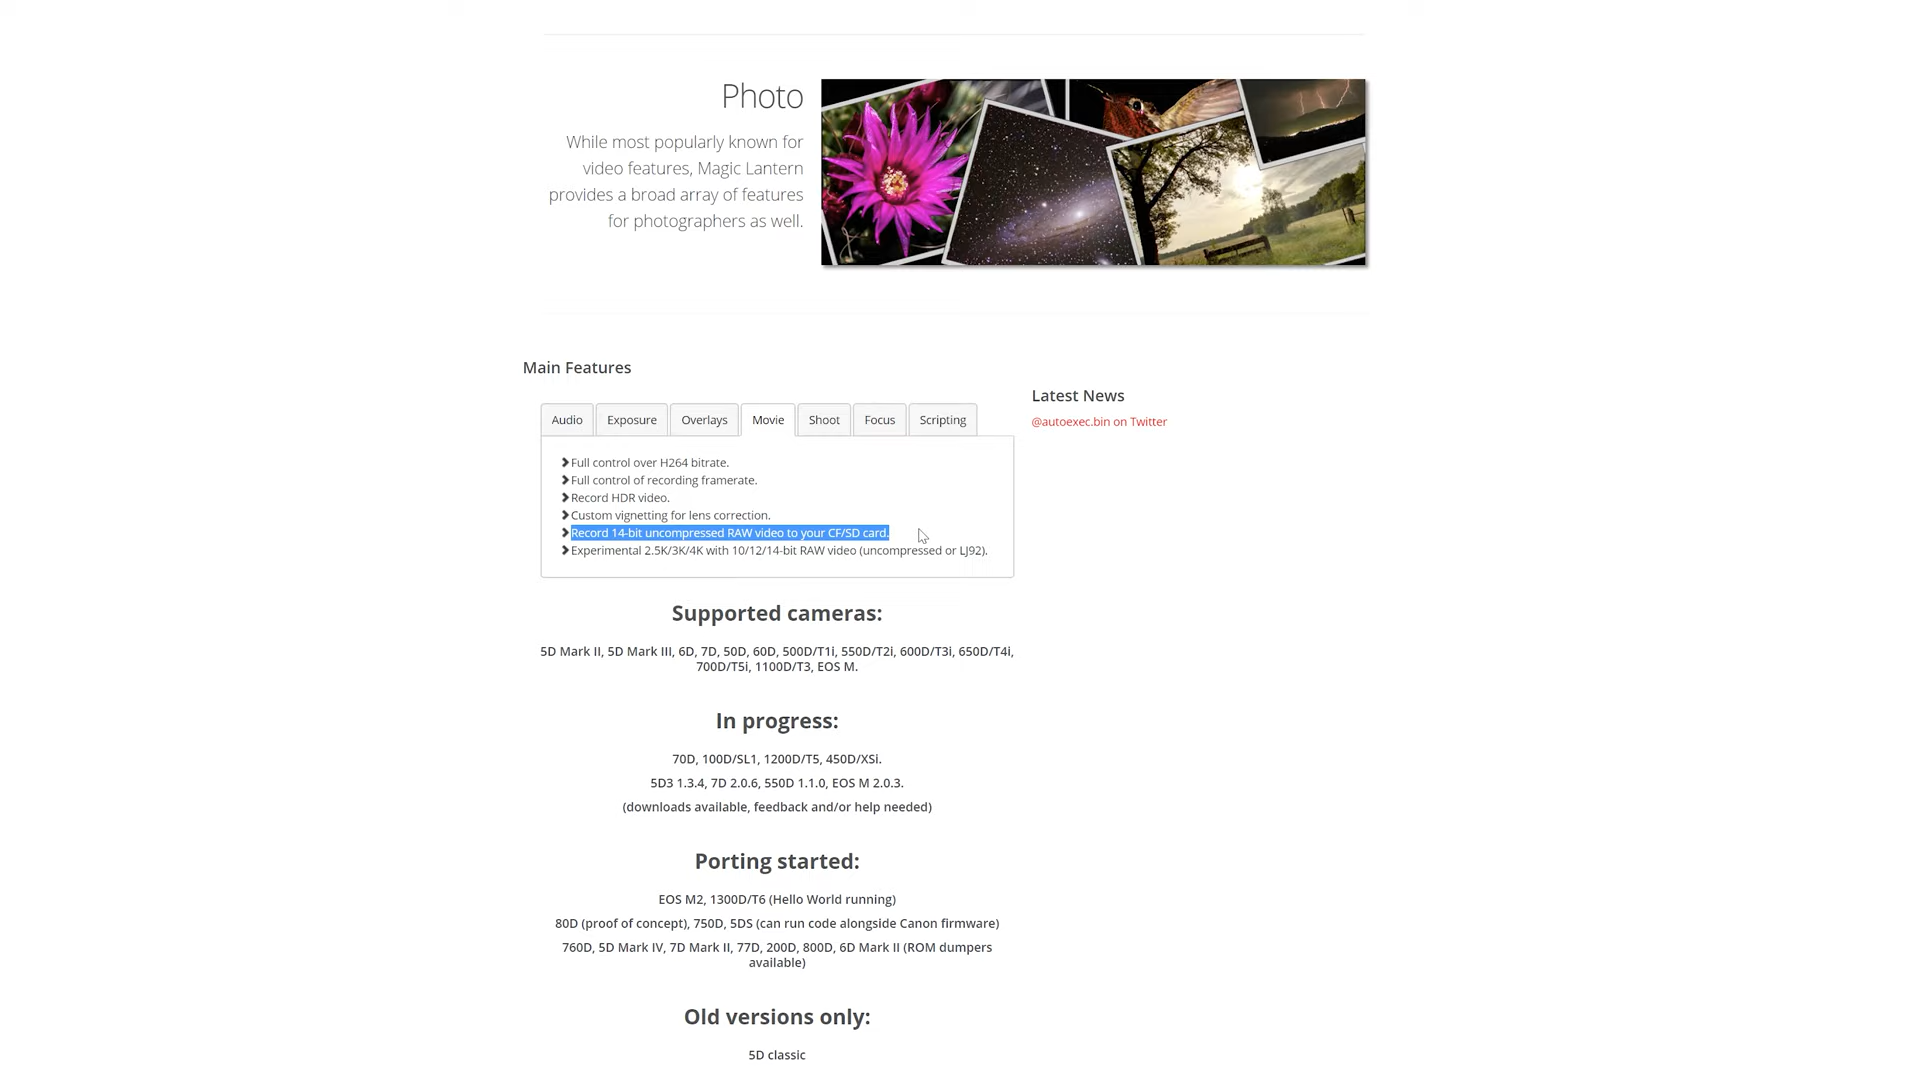 Photo
While most popularly known for
video features, Magic Lantern
provides a broad array of features
for photographers as well.
Main Features
Latest News
@autoexec.bin on Twitter
Audio
Exposure
Overlays
Movie
Shoot
Focus
Scripting
Full control over H264 bitrate.
Full control of recording framerate.
Record HDR video.
Custom vignetting for lens correction.
Record 14-bit uncompressed RAW video to your CF/SD card.
Experimental 2.5K/3K/4K with 10/12/14-bit RAW video (uncompressed or LJ92).
Supported cameras:
5D Mark II, 5D Mark III, 6D, 7D, 50D, 60D, 500D/T1i, 550D/T2i, 600D/T3i, 650D/T4i,
700D/T5i, 1100D/T3, EOS M.
In progress:
70D, 100D/SL1, 1200D/T5, 450D/XSi.
5D3 1.3.4, 7D 2.0.6, 550D 1.1.0, EOS M 2.0.3.
(downloads available, feedback and/or help needed)
Porting started:
EOS M2, 1300D/T6 (Hello World running)
80D (proof of concept), 750D, 5DS (can run code alongside Canon firmware)
760D, 5D Mark IV, 7D Mark II, 77D, 200D, 800D, 6D Mark II (ROM dumpers
available)
Old versions only:
5D classic